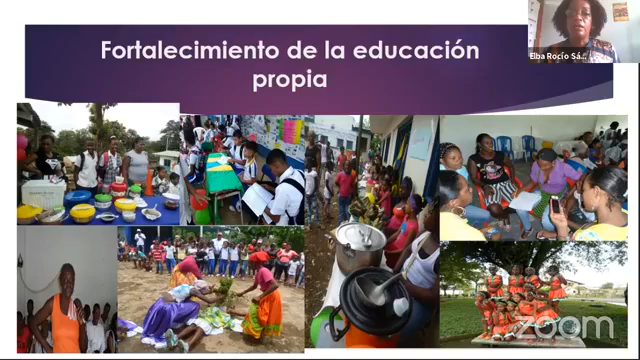 Fortalecimiento de la educación
propia
Elba Rocío Sá...
zoom